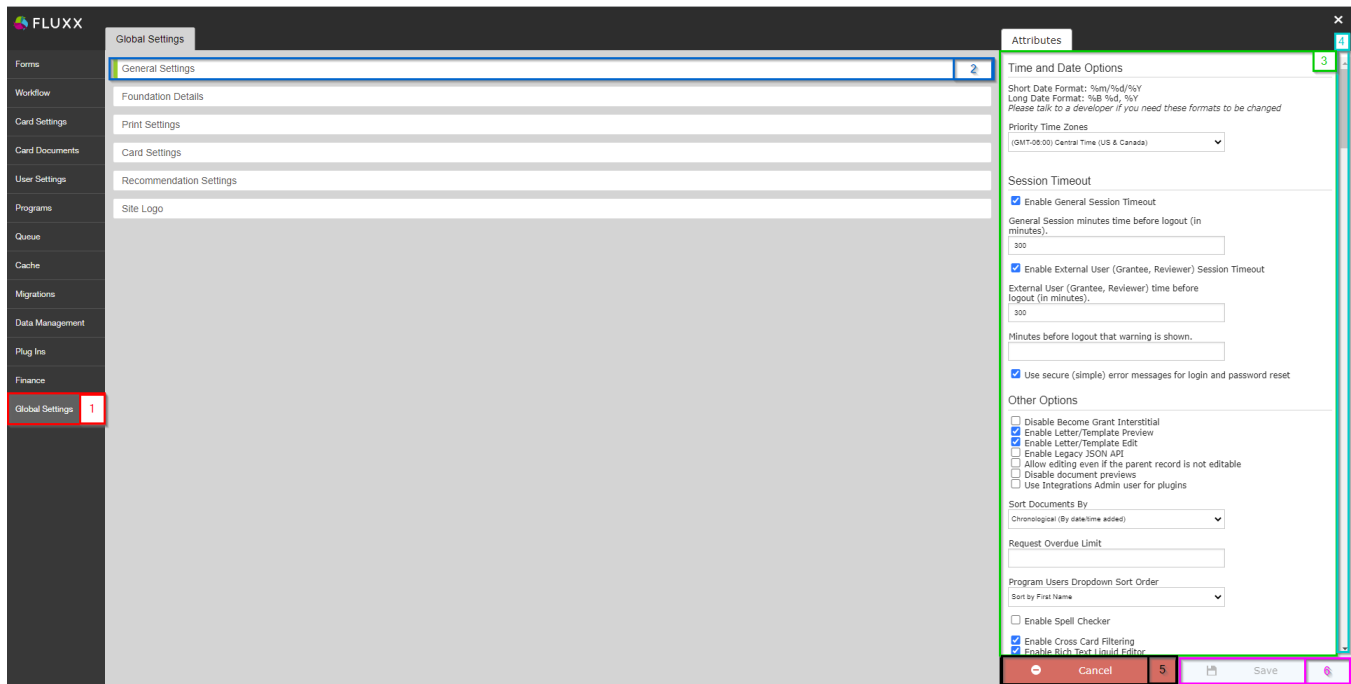 FLUXX
×
Global Settings
Attributes
4
Forms
Workflow
Card Settings
Card Documents
User Settings
Programs
Queue
Cache
Migrations
Data Management
Plug Ins
Finance
Global Settings 1
General Settings 2
Foundation Details
Print Settings
Card Settings
Recommendation Settings
Site Logo
3
Time and Date Options
Short Date Format: %m/%d/%Y
Long Date Format: %B %d, %Y
Please talk to a developer if you need these formats to be changed
Priority Time Zones
(GMT-06:00) Central Time (US & Canada)
Session Timeout
Enable General Session Timeout
General Session minutes time before logout (in
minutes).
300
Enable External User (Grantee, Reviewer) Session Timeout
External User (Grantee, Reviewer) time before
logout (in minutes).
300
Minutes before logout that warning is shown.
Use secure (simple) error messages for login and password reset
Other Options
Disable Become Grant Interstitial
Enable Letter/Template Preview
Enable Letter/Template Edit
Enable Legacy JSON API
Allow editing even if the parent record is not editable
Disable document previews
Use Integrations Admin user for plugins
Sort Documents By
Chronological (By date/time added)
Request Overdue Limit
Program Users Dropdown Sort Order
Sort by First Name
Enable Spell Checker
Enable Cross Card Filtering
Enable Rich Text Liquid Editor
Cancel 5
Save 6